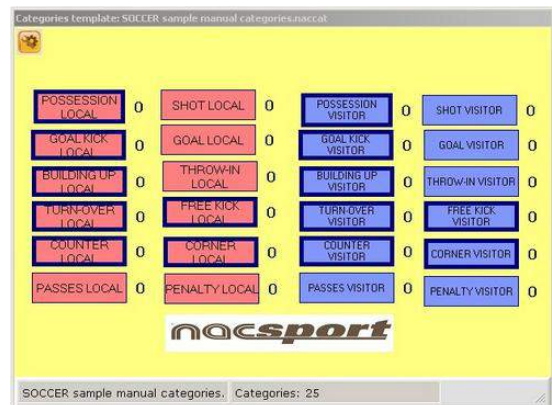 Categories template: SOCCER sample manual categories.naccat
POSSESSION LOCAL 0 SHOT LOCAL 0 POSSESSION VISITOR 0 SHOT VISITOR 0
GOAL KICK LOCAL 0 GOAL LOCAL 0 GOAL KICK VISITOR 0 GOAL VISITOR 0
BUILDING UP LOCAL 0 THROW-IN LOCAL 0 BUILDING UP VISITOR 0 THROW-IN VISITOR 0
TURN-OVER LOCAL 0 FREE KICK LOCAL 0 TURN-OVER VISITOR 0 FREE KICK VISITOR 0
COUNTER LOCAL 0 CORNER LOCAL 0 COUNTER VISITOR 0 CORNER VISITOR 0
PASSES LOCAL 0 PENALTY LOCAL 0 PASSES VISITOR 0 PENALTY VISITOR 0
nacsport
SOCCER sample manual categories. Categories: 25